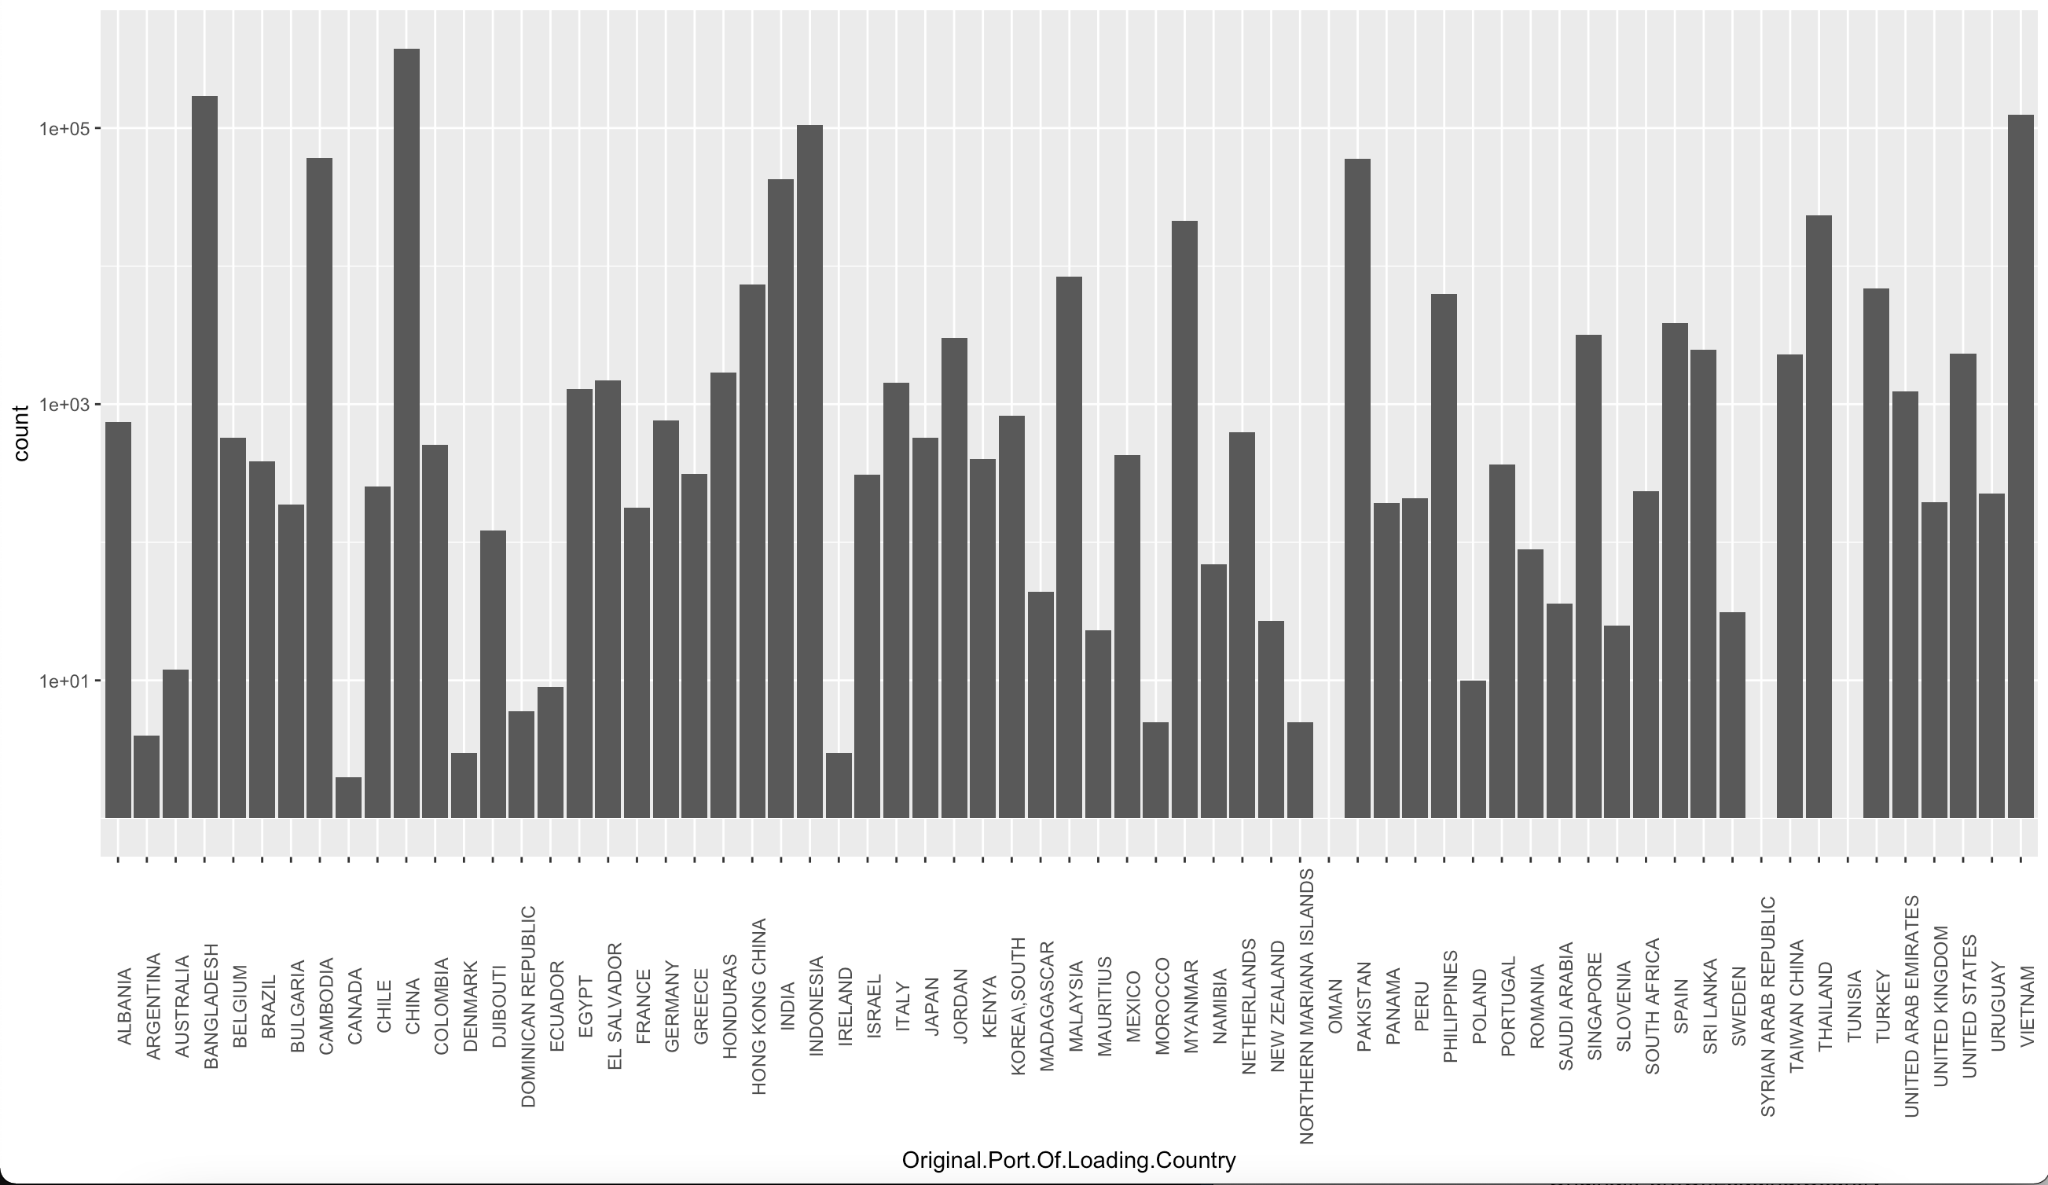 1e+05
1e+03
1e+01
count
ALBANIA
ARGENTINA
AUSTRALIA
BANGLADESH
BELGIUM
BRAZIL
BULGARIA
CAMBODIA
CANADA
CHILE
CHINA
COLOMBIA
DENMARK
DJIBOUTI
DOMINICAN REPUBLIC
ECUADOR
EGYPT
EL SALVADOR
FRANCE
GERMANY
GREECE
HONDURAS
HONG KONG CHINA
INDIA
INDONESIA
IRELAND
ISRAEL
ITALY
JAPAN
JORDAN
KENYA
KOREA\,SOUTH
MADAGASCAR
MALAYSIA
MAURITIUS
MEXICO
MOROCCO
MYANMAR
NAMIBIA
NETHERLANDS
NEW ZEALAND
NORTHERN MARIANA ISLANDS
OMAN
PAKISTAN
PANAMA
PERU
PHILIPPINES
POLAND
PORTUGAL
ROMANIA
SAUDI ARABIA
SINGAPORE
SLOVENIA
SOUTH AFRICA
SPAIN
SRI LANKA
SWEDEN
SYRIAN ARAB REPUBLIC
TAIWAN CHINA
THAILAND
TUNISIA
TURKEY
UNITED ARAB EMIRATES
UNITED KINGDOM
UNITED STATES
URUGUAY
VIETNAM
Original.Port.Of.Loading.Country